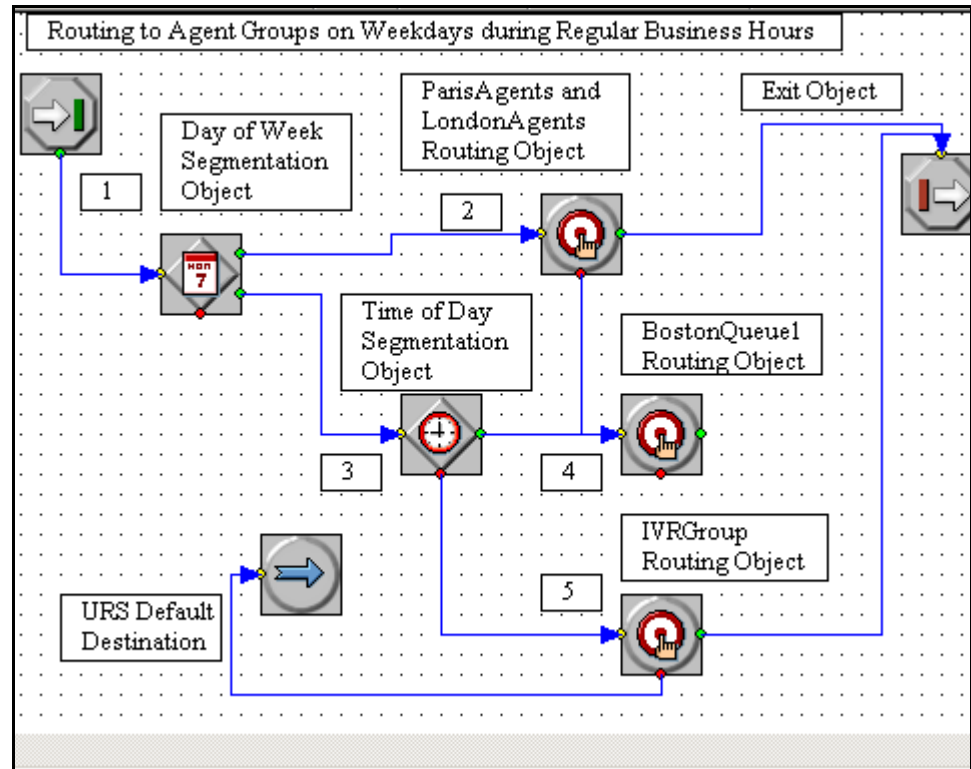 Routing to Agent Groups on Weekdays during Regular Business Hours
ParisAgents and
LondonAgents
Routing Object
Exit Object
Day of Week
Segmentation
Object
1
2
HON
7
Time of Day
Segmentation
Object
BostonQueue1
Routing Object
3
4
IVRGroup
Routing Object
5
URS Default
Destination